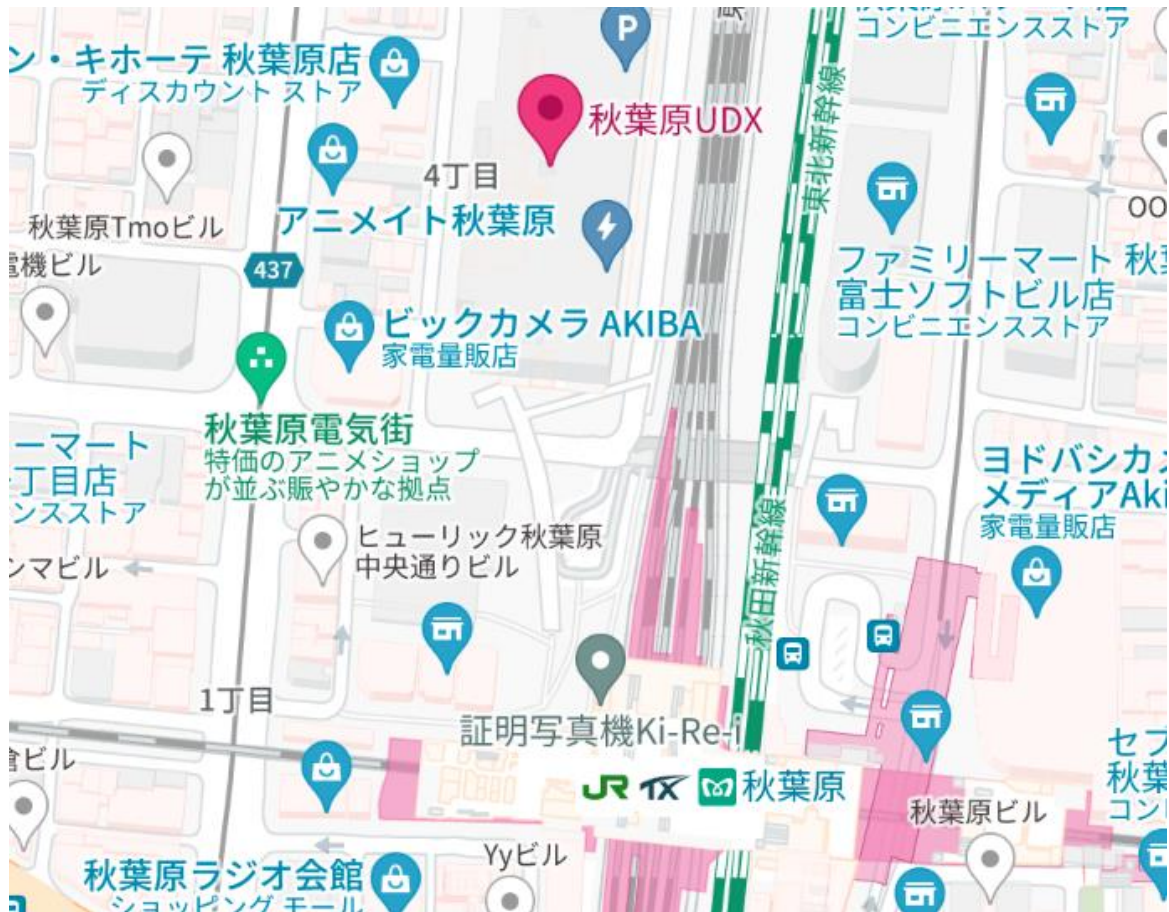 コンビニエンスストア
P
ン・キホーテ 秋葉原店
ディスカウント ストア
秋葉原UDX
東北新幹線
4丁目
アニメイト秋葉原
秋葉原Tmoビル
電機ビル
437
ファミリーマート 秋葉
富士ソフトビル店
コンビニエンスストア
ビックカメラ AKIBA
家電量販店
秋葉原電気街
特価のアニメショップ
が並ぶ賑やかな拠点
ーマート
丁目店
ンスストア
ヨドバシカメ
メディアAki
家電量販店
ヒューリック秋葉原
中央通りビル
ンマビル
秋田新幹線
1丁目
証明写真機Ki-Re-i
JR TX 秋葉原
倉ビル
セブ
秋葉
コンビ
秋葉原ビル
Yyビル
秋葉原ラジオ会館
ショッピング モール